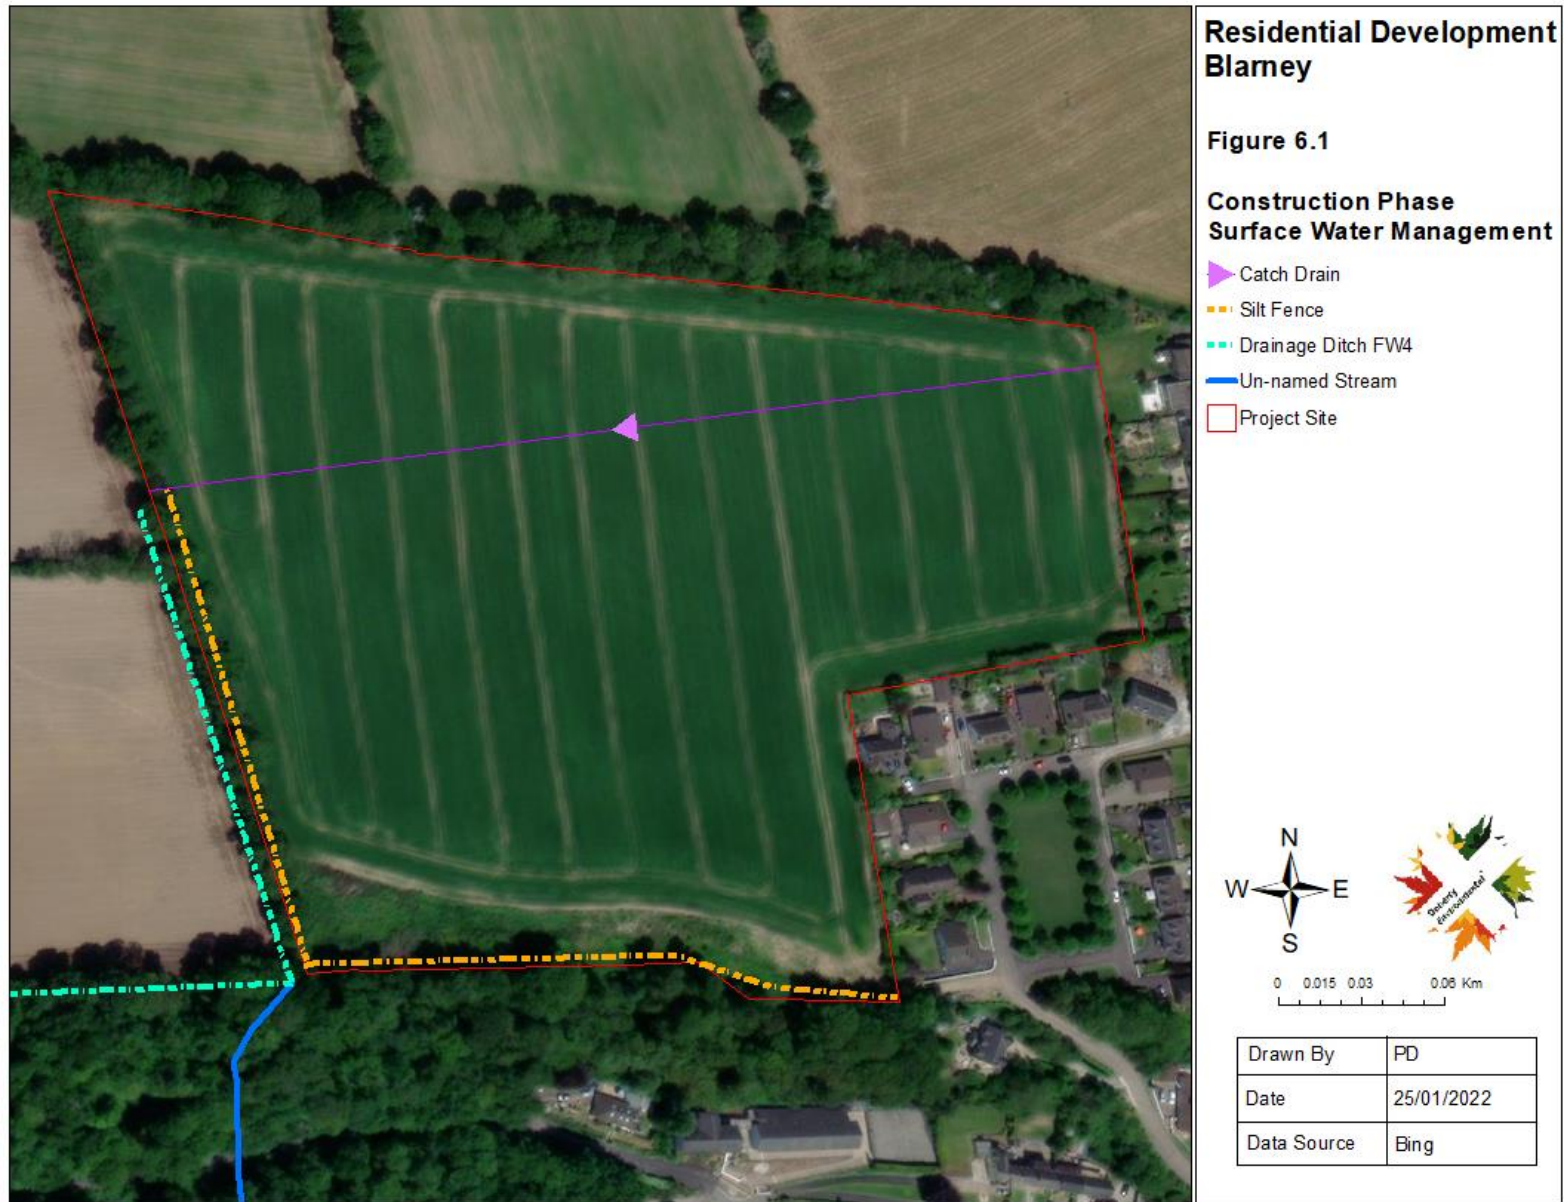 Residential Development
Blarney
Figure 6.1
Construction Phase
Surface Water Management
Catch Drain
Silt Fence
Drainage Ditch FW4
Un-named Stream
Project Site
N
W E
S
0 0.015 0.03 0.06 Km
Drawn By PD
Date 25/01/2022
Data Source Bing